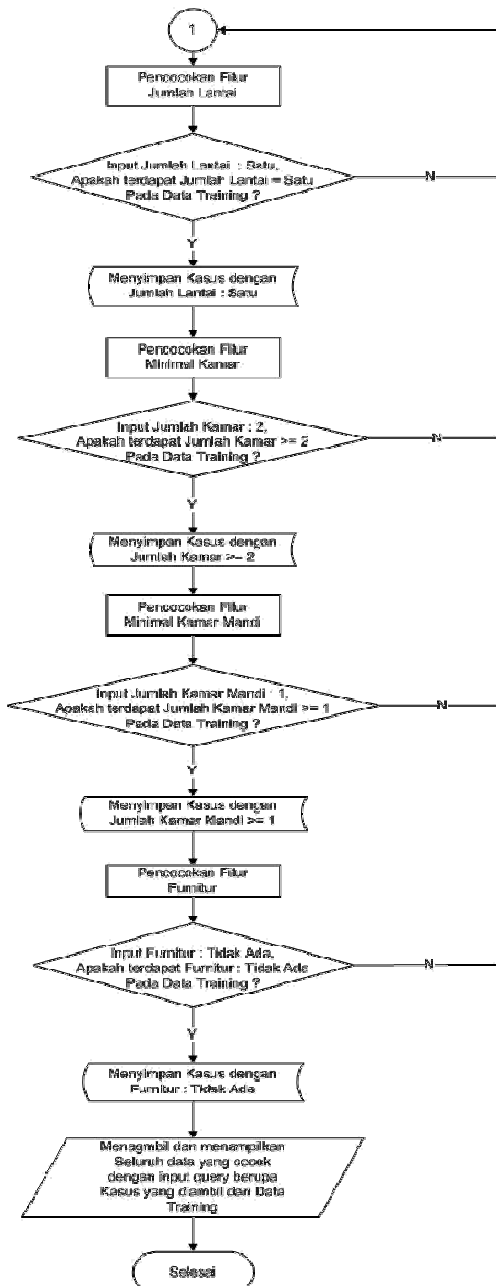 1
Pencocokan Fitur
Jumlah Lantai
Input Jumlah Lantai : Satu,
Apakah terdapat Jumlah Lantai = Satu
Pada Data Training ?
N
Y
Menyimpan Kasus dengan
Jumlah Lantai : Satu
Pencocokan Fitur
Minimal Kamar
Input Jumlah Kamar : 2,
Apakah terdapat Jumlah Kamar >= 2
Pada Data Training ?
N
Y
Menyimpan Kasus dengan
Jumlah Kamar >= 2
Pencocokan Fitur
Minimal Kamar Mandi
Input Jumlah Kamar Mandi : 1,
Apakah terdapat Jumlah Kamar Mandi >= 1
Pada Data Training ?
N
Y
Menyimpan Kasus dengan
Jumlah Kamar Mandi >= 1
Pencocokan Fitur
Furnitur
Input Furnitur : Tidak Ada,
Apakah terdapat Furnitur : Tidak Ada
Pada Data Training ?
N
Y
Menyimpan Kasus dengan
Furnitur : Tidak Ada
Menagmbil dan menampilkan
Seluruh data yang cocok
dengan input query berupa
Kasus yang diambil dari Data
Training
Selesai